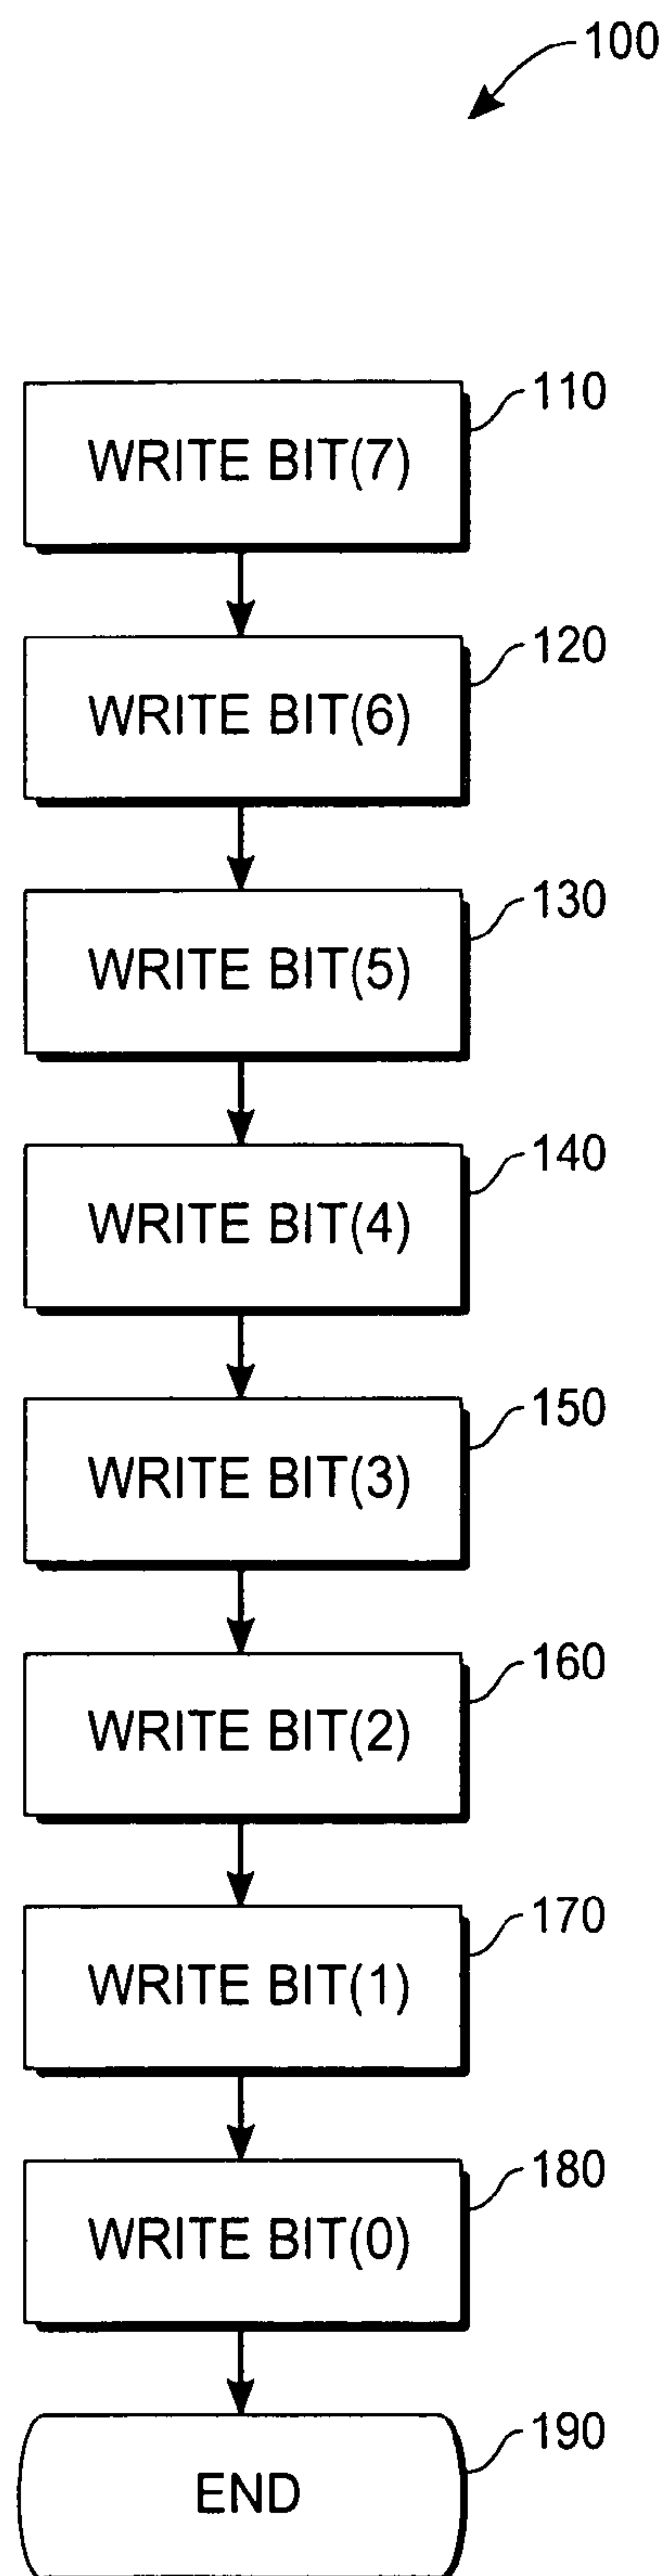 100
110
WRITE BIT(7)
120
WRITE BIT(6)
130
WRITE BIT(5)
140
WRITE BIT(4)
150
WRITE BIT(3)
160
WRITE BIT(2)
170
WRITE BIT(1)
180
WRITE BIT(0)
190
END